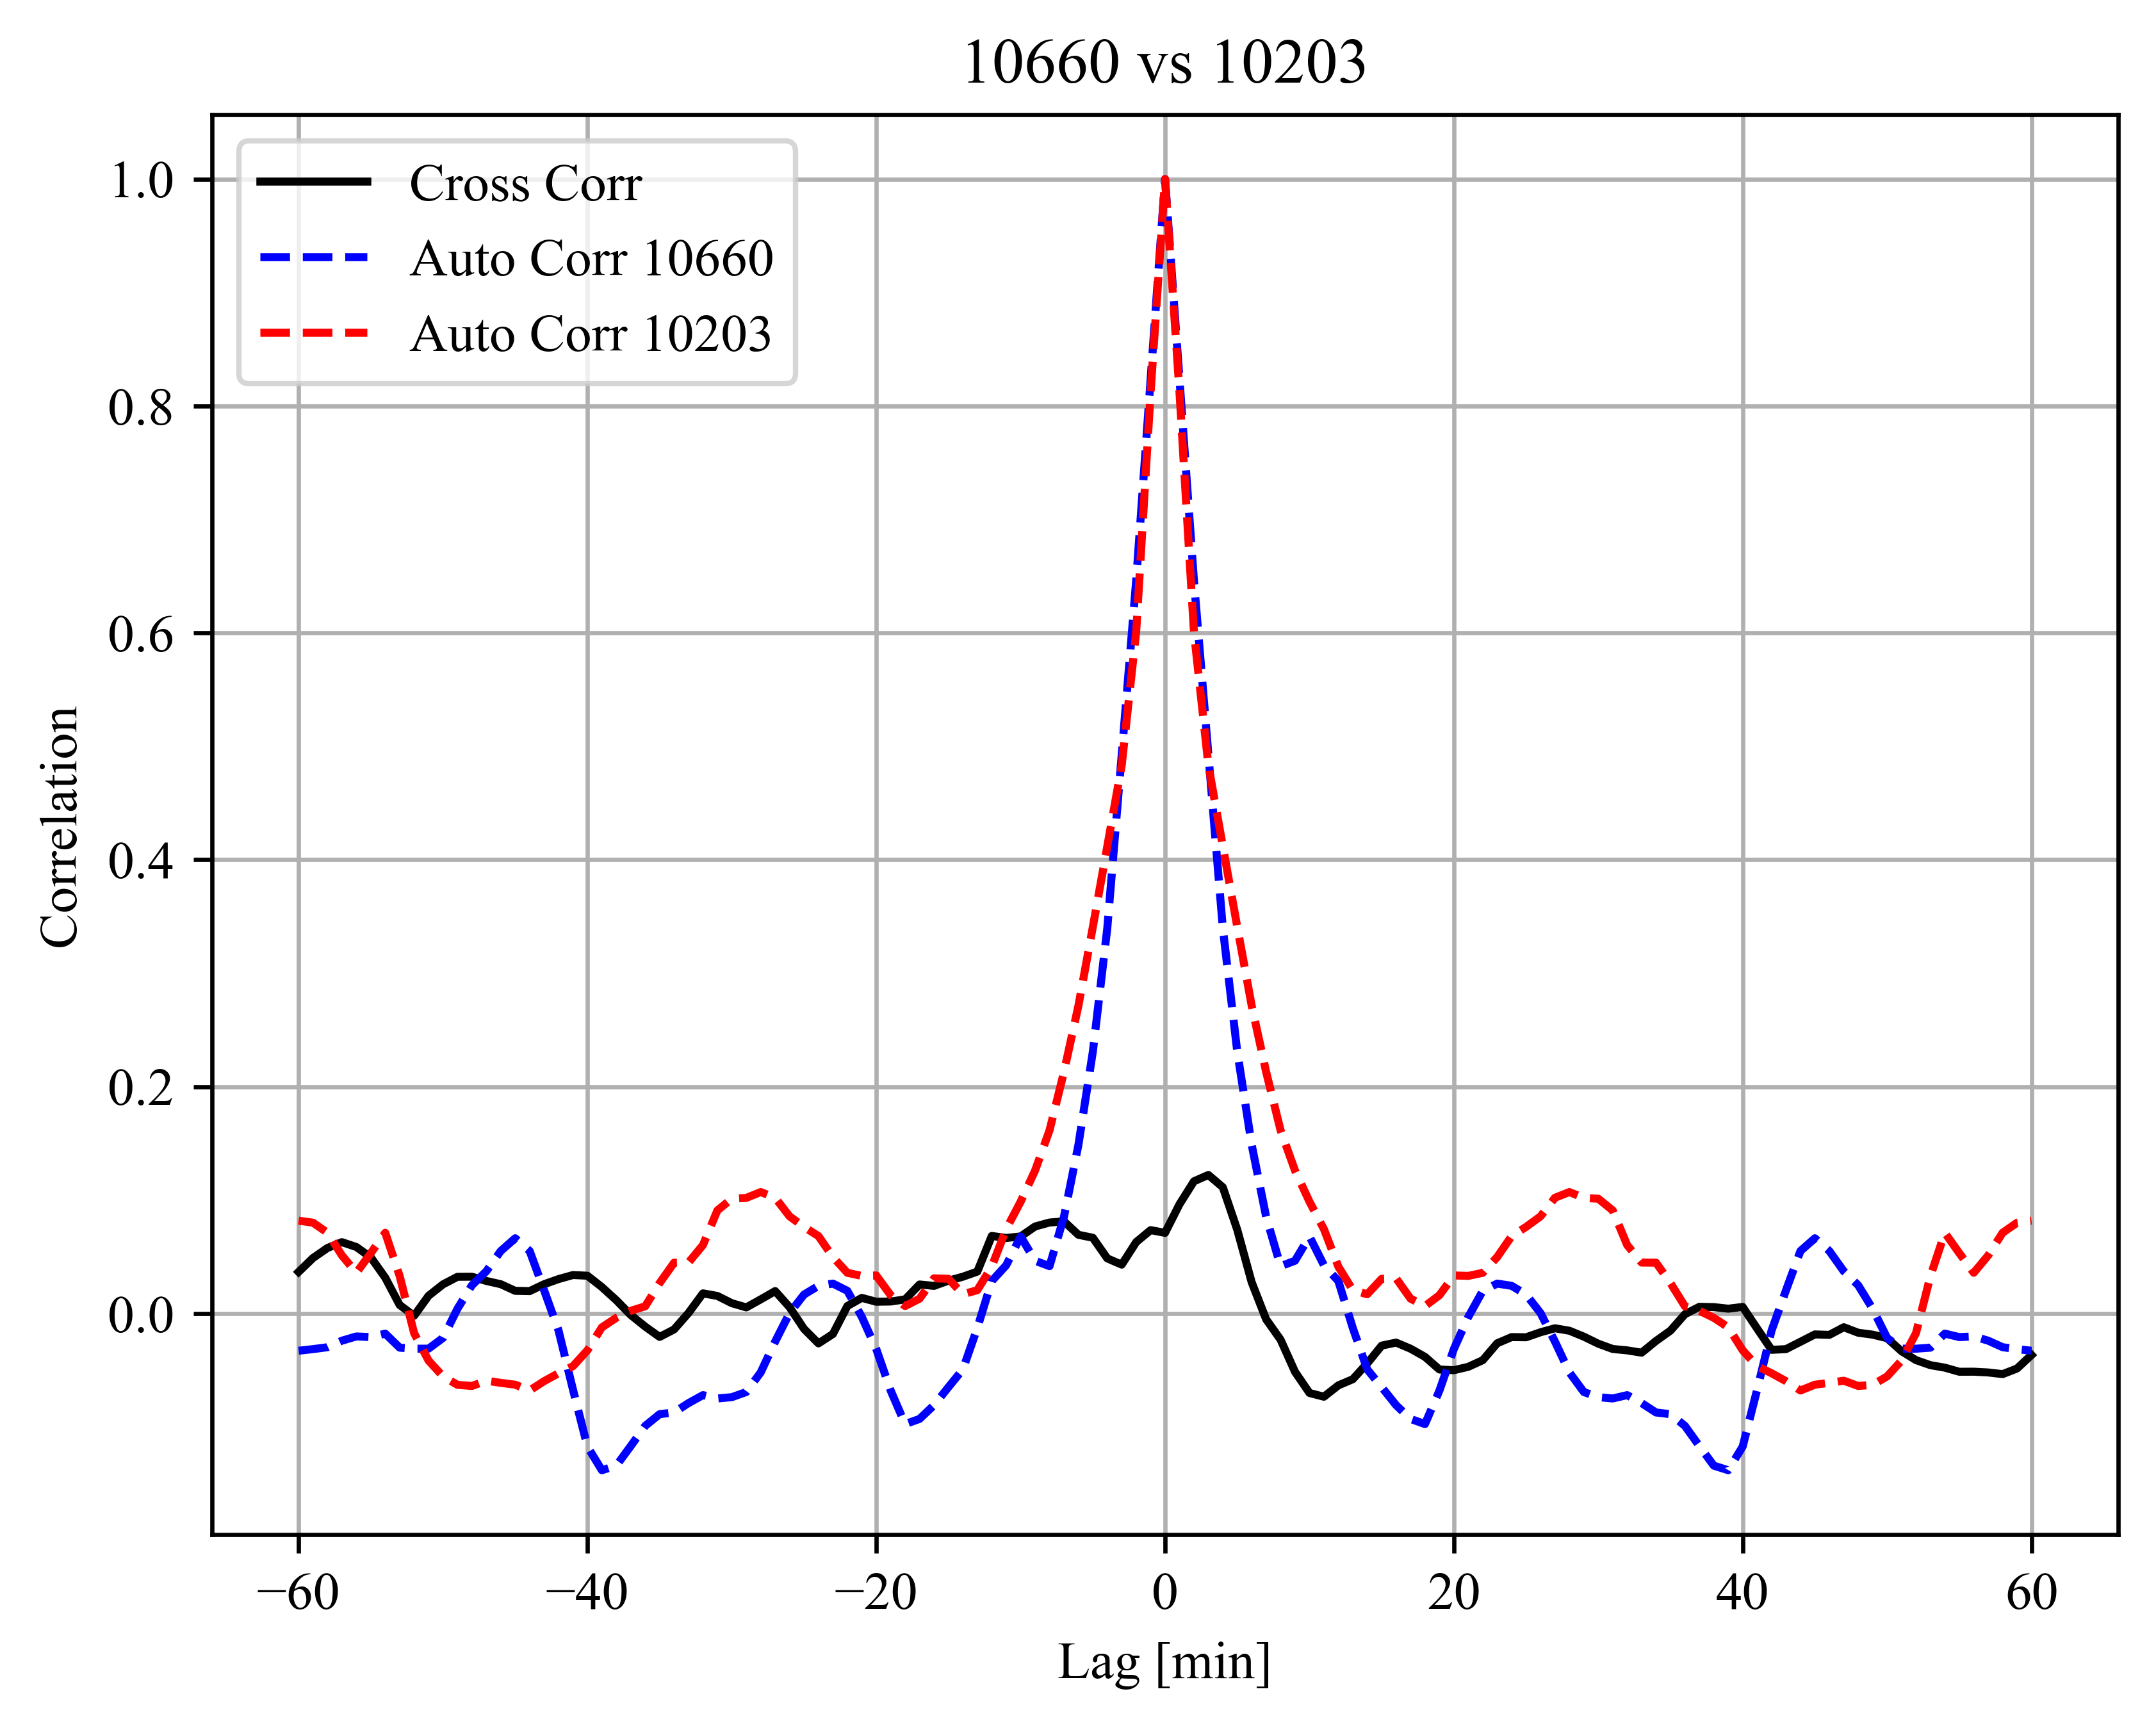 10660 vs 10203
Cross Corr
Auto Corr 10660
Auto Corr 10203
1.0
0.8
0.6
0.4
0.2
0.0
Correlation
−60
−40
−20
0
20
40
60
Lag [min]